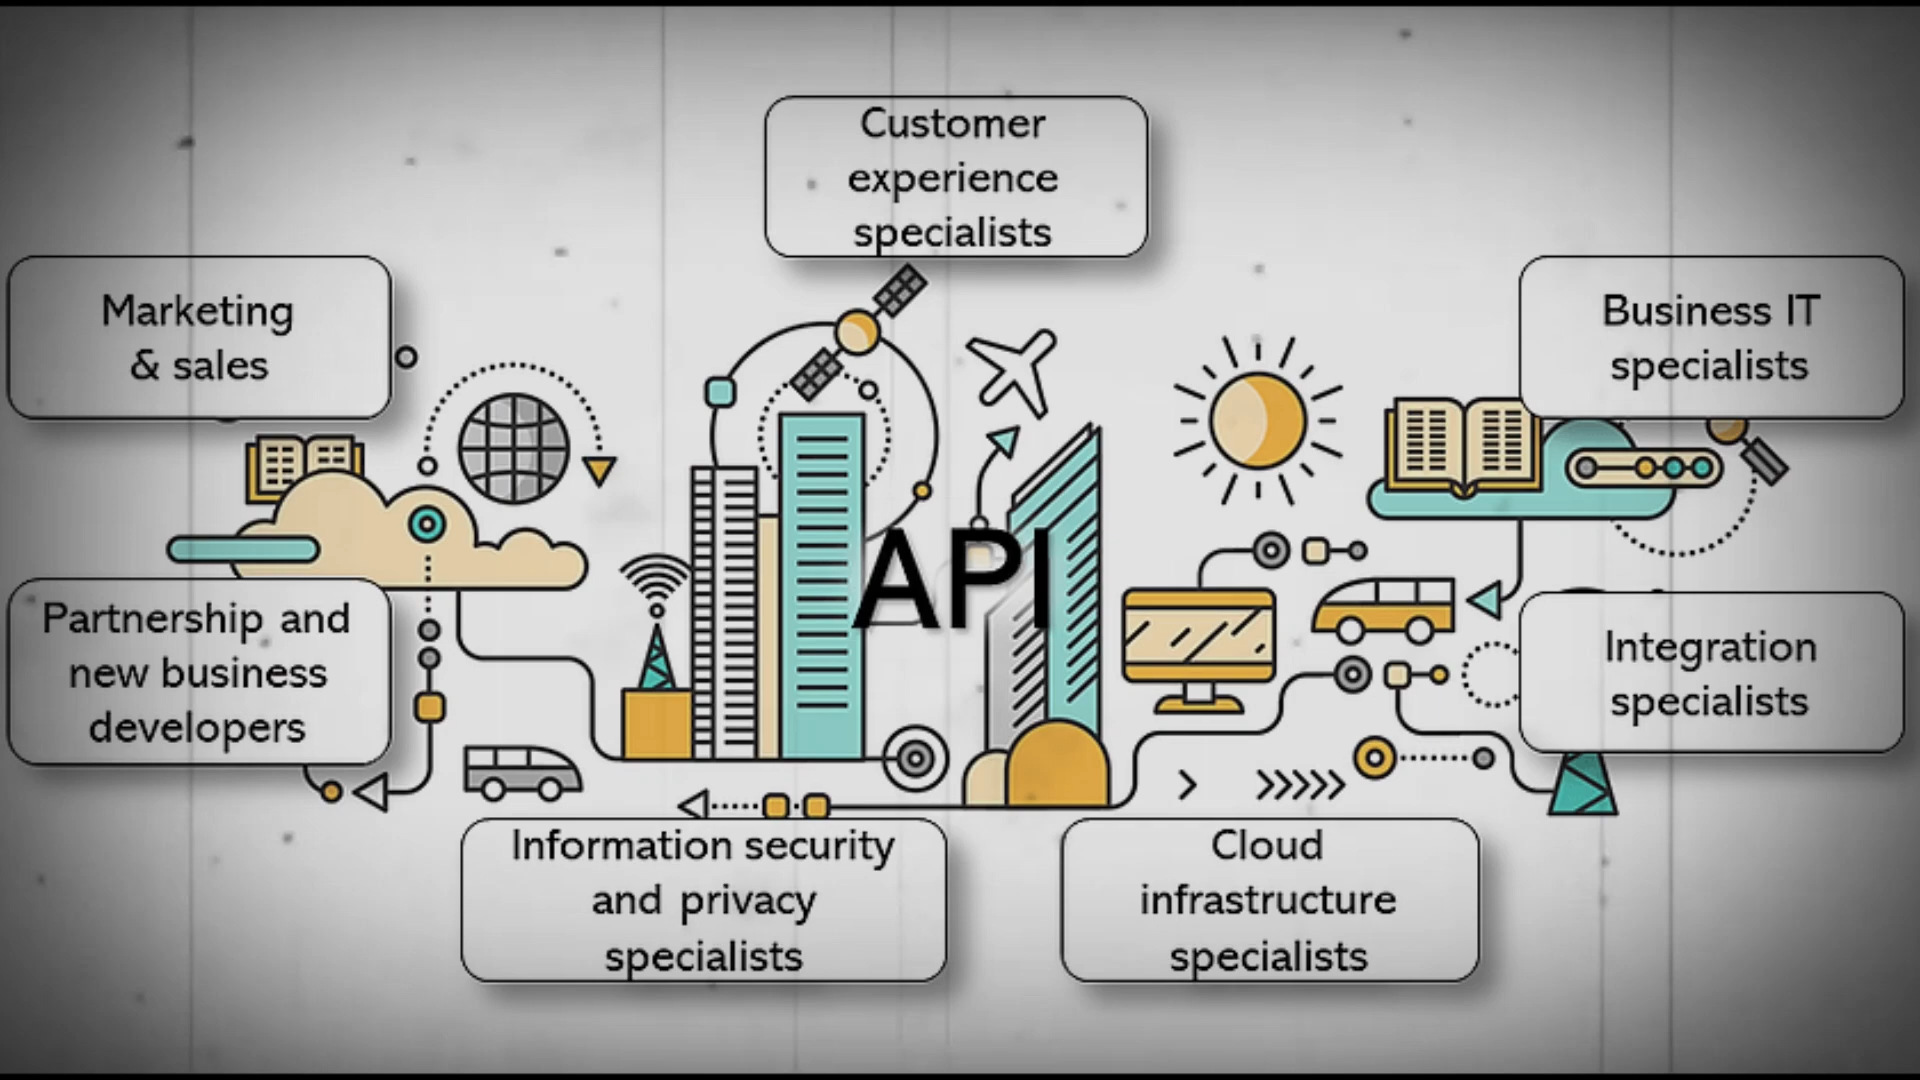 Customer
experience
specialists
Marketing
& sales
Business IT
specialists
API
Partnership and
new business
developers
Integration
specialists
Information security
and privacy
specialists
Cloud
infrastructure
specialists